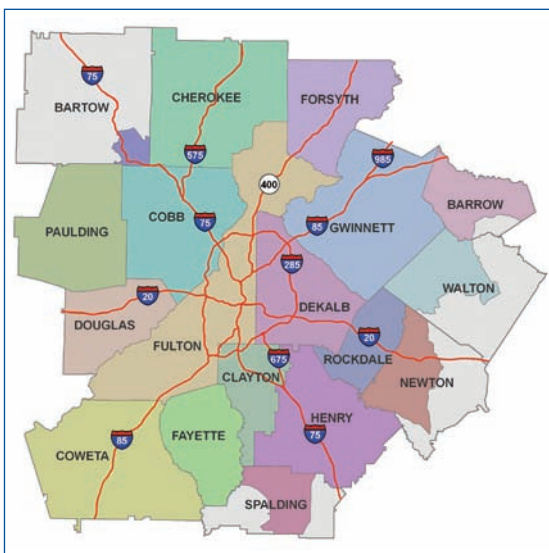 75
BARTOW
CHEROKEE
FORSYTH
575
985
400
PAULDING
COBB
75
85
GWINNETT
BARROW
285
WALTON
20
DOUGLAS
DEKALB
20
FULTON
675
ROCKDALE
CLAYTON
NEWTON
HENRY
85
FAYETTE
75
COWETA
SPALDING